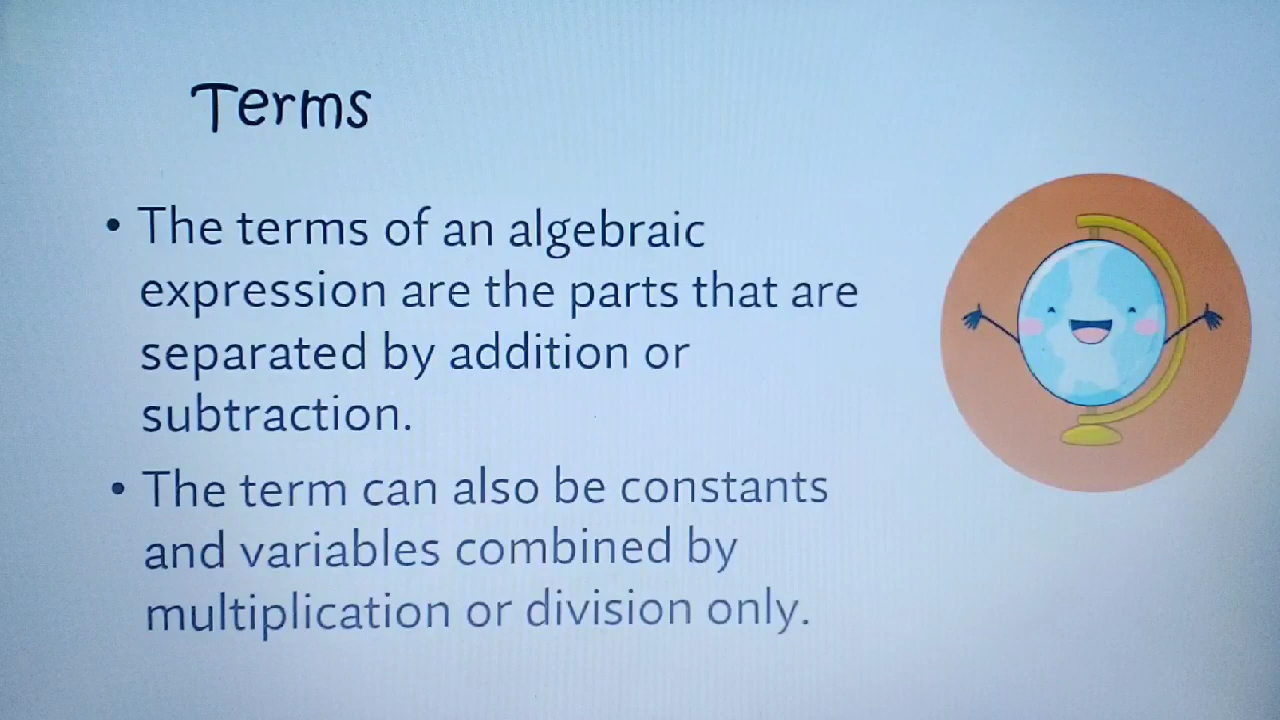 Terms
• The terms of an algebraic
expression are the parts that are
separated by addition or
subtraction.
• The term can also be constants
and variables combined by
multiplication or division only.